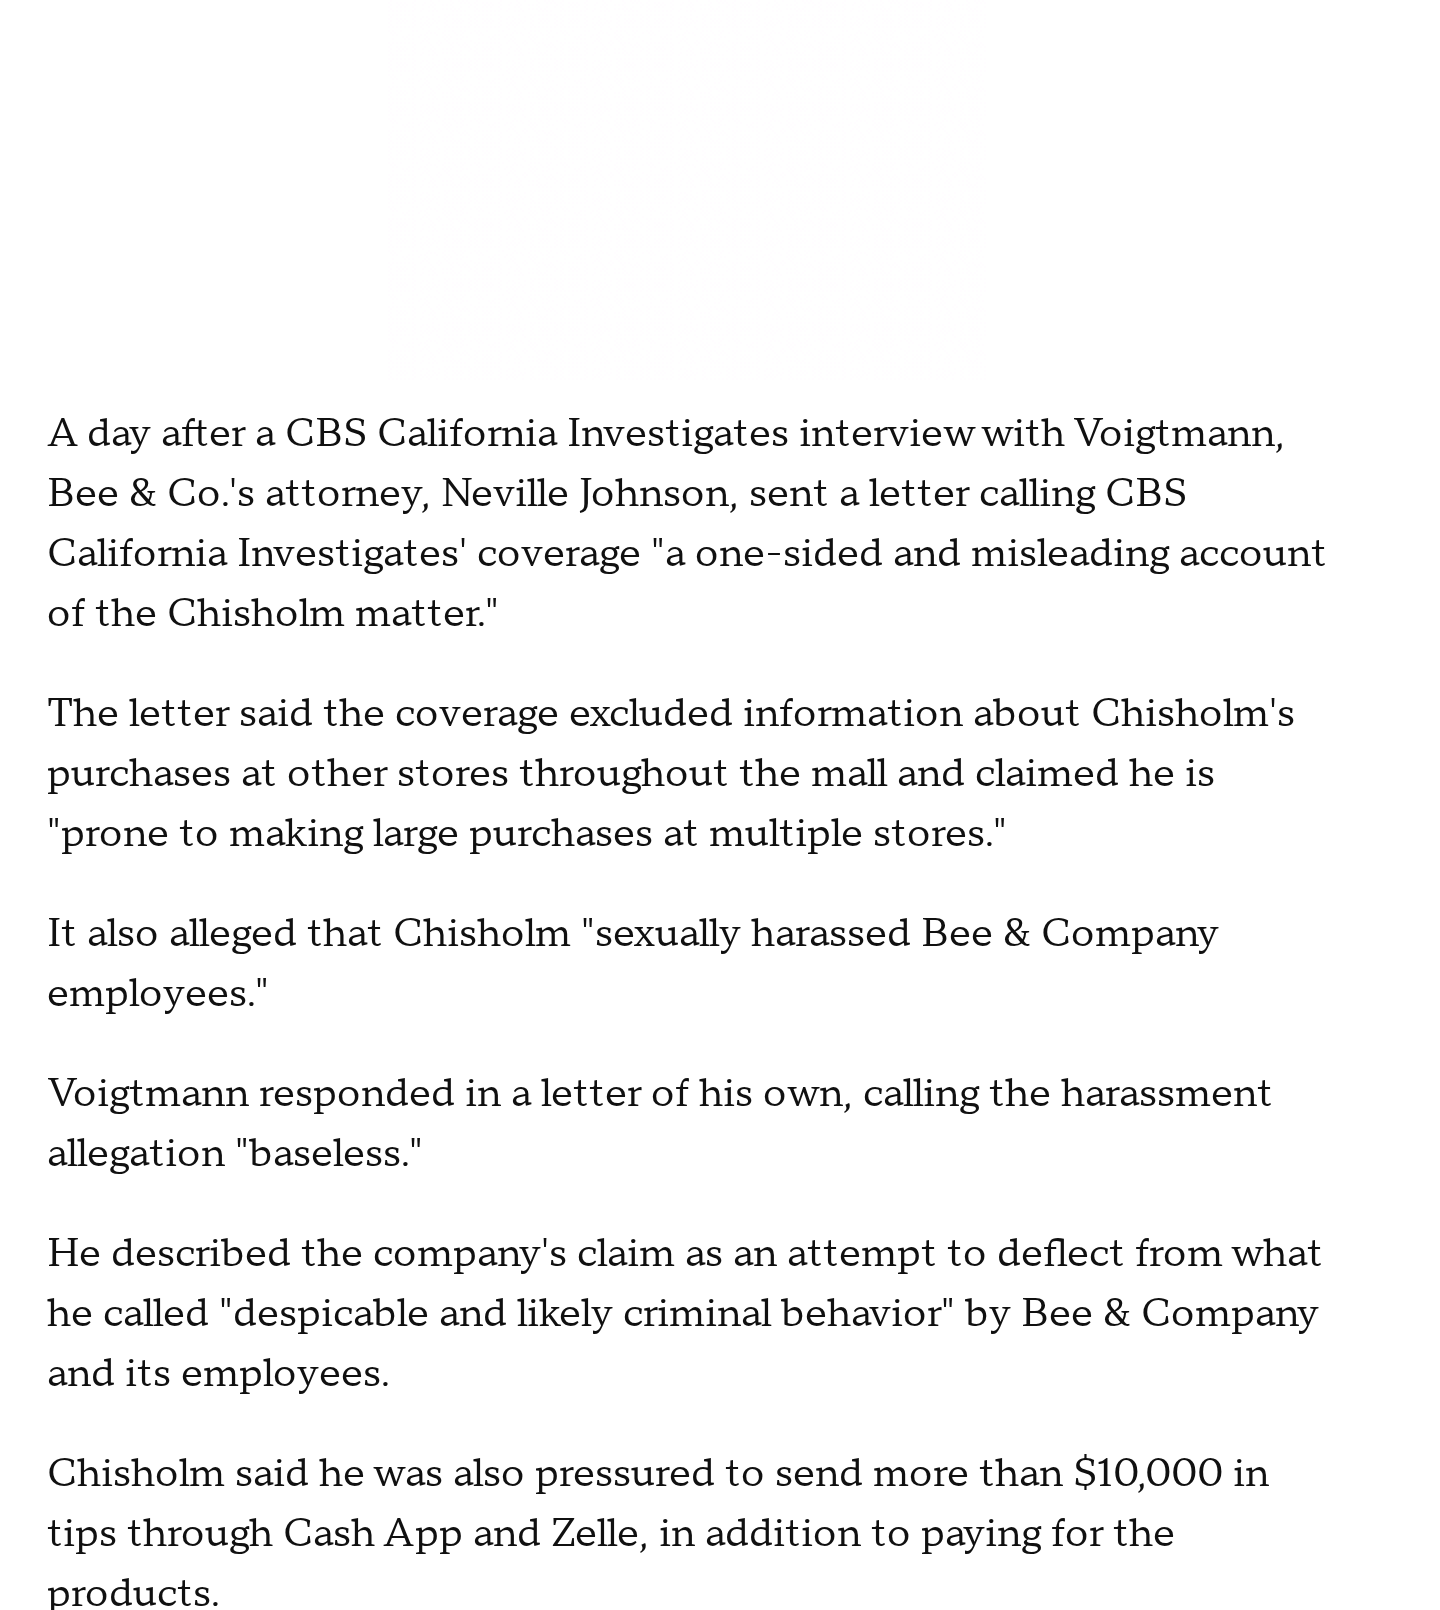 A day after a CBS California Investigates interview with Voigtmann,
Bee & Co.'s attorney, Neville Johnson, sent a letter calling CBS
California Investigates' coverage "a one-sided and misleading account
of the Chisholm matter."
The letter said the coverage excluded information about Chisholm's
purchases at other stores throughout the mall and claimed he is
"prone to making large purchases at multiple stores."
It also alleged that Chisholm "sexually harassed Bee & Company
employees."
Voigtmann responded in a letter of his own, calling the harassment
allegation "baseless."
He described the company's claim as an attempt to deflect from what
he called "despicable and likely criminal behavior" by Bee & Company
and its employees.
Chisholm said he was also pressured to send more than $10,000 in
tips through Cash App and Zelle, in addition to paying for the
products.